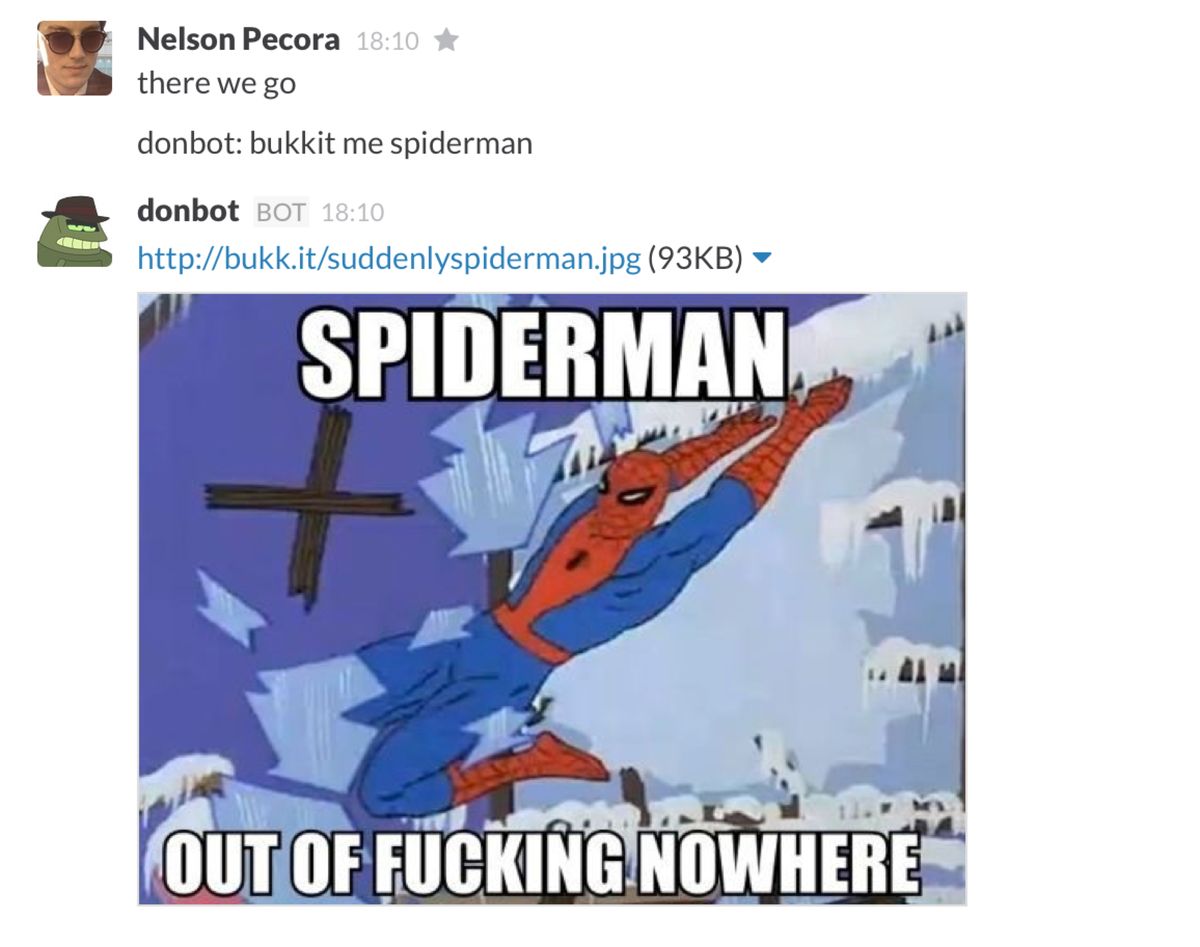 Nelson Pecora 18:10
there we go
donbot: bukkit me spiderman
donbot BOT 18:10
http://bukk.it/suddenlyspiderman.jpg (93KB)
SPIDERMAN
OUT OF FUCKING NOWHERE